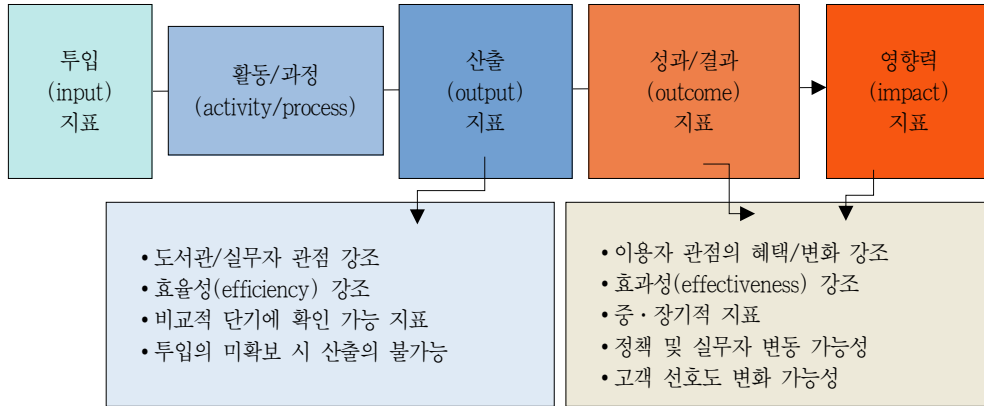 투입
(input)
지표
활동/과정
(activity/process)
산출
(output)
지표
성과/결과
(outcome)
지표
영향력
(impact)
지표
• 도서관/실무자 관점 강조
• 효율성(efficiency) 강조
• 비교적 단기에 확인 가능 지표
• 투입의 미확보 시 산출의 불가능
• 이용자 관점의 혜택/변화 강조
• 효과성(effectiveness) 강조
• 중·장기적 지표
• 정책 및 실무자 변동 가능성
• 고객 선호도 변화 가능성